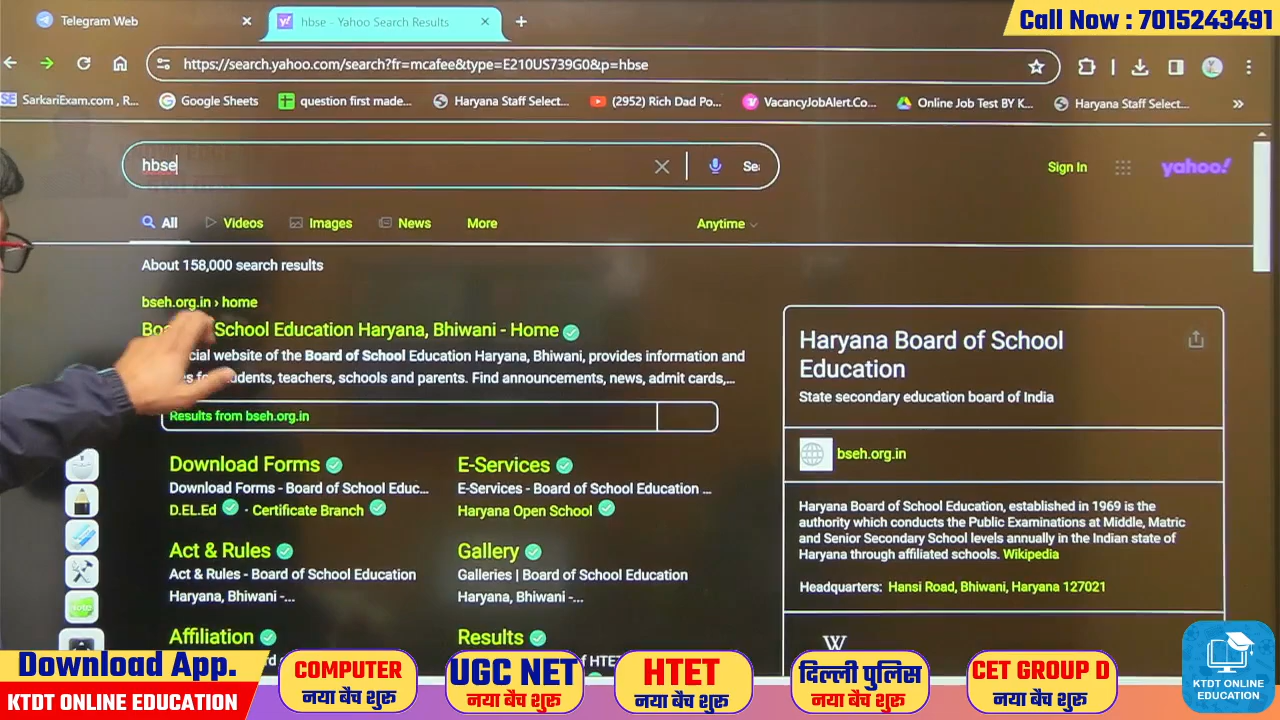 Telegram Web
hbse - Yahoo Search Results
Call Now : 7015243491
https://search.yahoo.com/search?fr=mcafee&type=E210US739G0&p=hbse
SE SarkariExam.com , R...
Google Sheets
question first made...
Haryana Staff Select...
(2952) Rich Dad Po...
VacancyJobAlert.Co...
Online Job Test BY K...
Haryana Staff Select...
hbse
Sign In
yahoo!
All
Videos
Images
News
More
Anytime
About 158,000 search results
bseh.org.in › home
School Education Haryana, Bhiwani - Home
website of the Board of School Education Haryana, Bhiwani, provides information and
students, teachers, schools and parents. Find announcements, news, admit cards,...
Results from bseh.org.in
Download Forms
Download Forms - Board of School Educ...
D.EL.Ed · Certificate Branch
E-Services
E-Services - Board of School Education ...
Haryana Open School
Act & Rules
Act & Rules - Board of School Education
Haryana, Bhiwani -...
Gallery
Galleries | Board of School Education
Haryana, Bhiwani -...
Affiliation
Results
of HTET
Haryana Board of School
Education
State secondary education board of India
bseh.org.in
Haryana Board of School Education, established in 1969 is the
authority which conducts the Public Examinations at Middle, Matric
and Senior Secondary School levels annually in the Indian state of
Haryana through affiliated schools. Wikipedia
Headquarters: Hansi Road, Bhiwani, Haryana 127021
W
Download App.
KTDT ONLINE EDUCATION
COMPUTER
नया बैच शुरू
UGC NET
नया बैच शुरू
HTET
नया बैच शुरू
दिल्ली पुलिस
नया बैच शुरू
CET GROUP D
नया बैच शुरू
KTDT ONLINE
EDUCATION